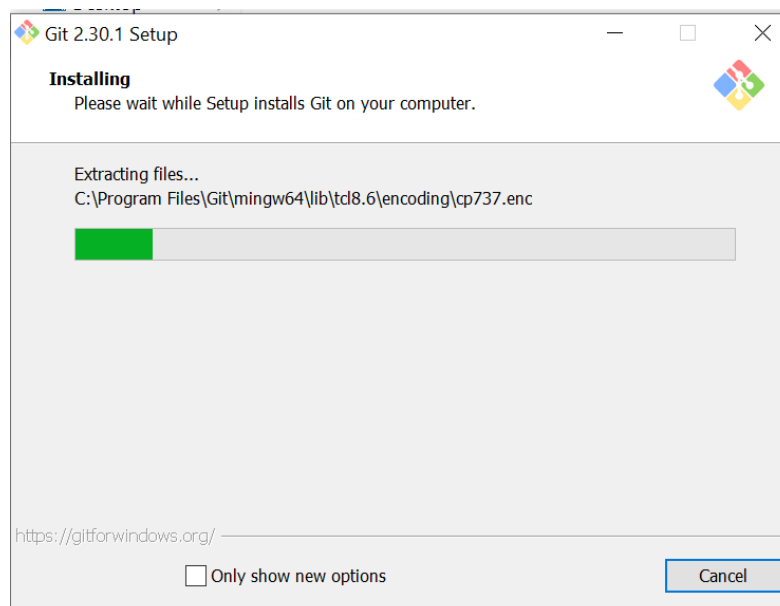 Git 2.30.1 Setup
Installing
Please wait while Setup installs Git on your computer.
Extracting files...
C:\Program Files\Git\mingw64\lib\tcl8.6\encoding\cp737.enc
https://gitforwindows.org/
Only show new options
Cancel